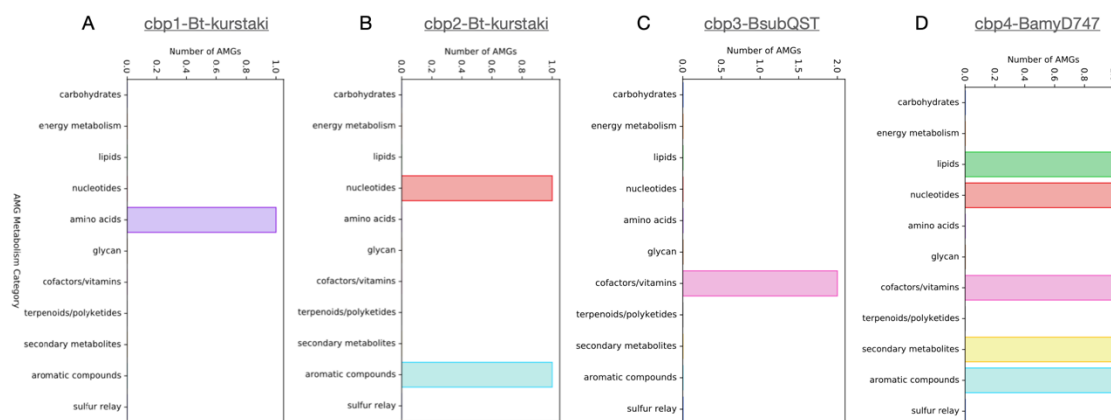 A cbp1-Bt-kurstaki
Number of AMGs
0.0 0.2 0.4 0.6 0.8 1.0
carbohydrates
energy metabolism
lipids
nucleotides
amino acids
glycan
cofactors/vitamins
terpenoids/polyketides
secondary metabolites
aromatic compounds
sulfur relay
AMG Metabolism Category
B cbp2-Bt-kurstaki
Number of AMGs
0.0 0.2 0.4 0.6 0.8 1.0
carbohydrates
energy metabolism
lipids
nucleotides
amino acids
glycan
cofactors/vitamins
terpenoids/polyketides
secondary metabolites
aromatic compounds
sulfur relay
C cbp3-BsubQST
Number of AMGs
0.0 0.5 1.0 1.5 2.0
carbohydrates
energy metabolism
lipids
nucleotides
amino acids
glycan
cofactors/vitamins
terpenoids/polyketides
secondary metabolites
aromatic compounds
sulfur relay
D cbp4-BamyD747
Number of AMGs
0.0 0.2 0.4 0.6 0.8
carbohydrates
energy metabolism
lipids
nucleotides
amino acids
glycan
cofactors/vitamins
terpenoids/polyketides
secondary metabolites
aromatic compounds
sulfur relay